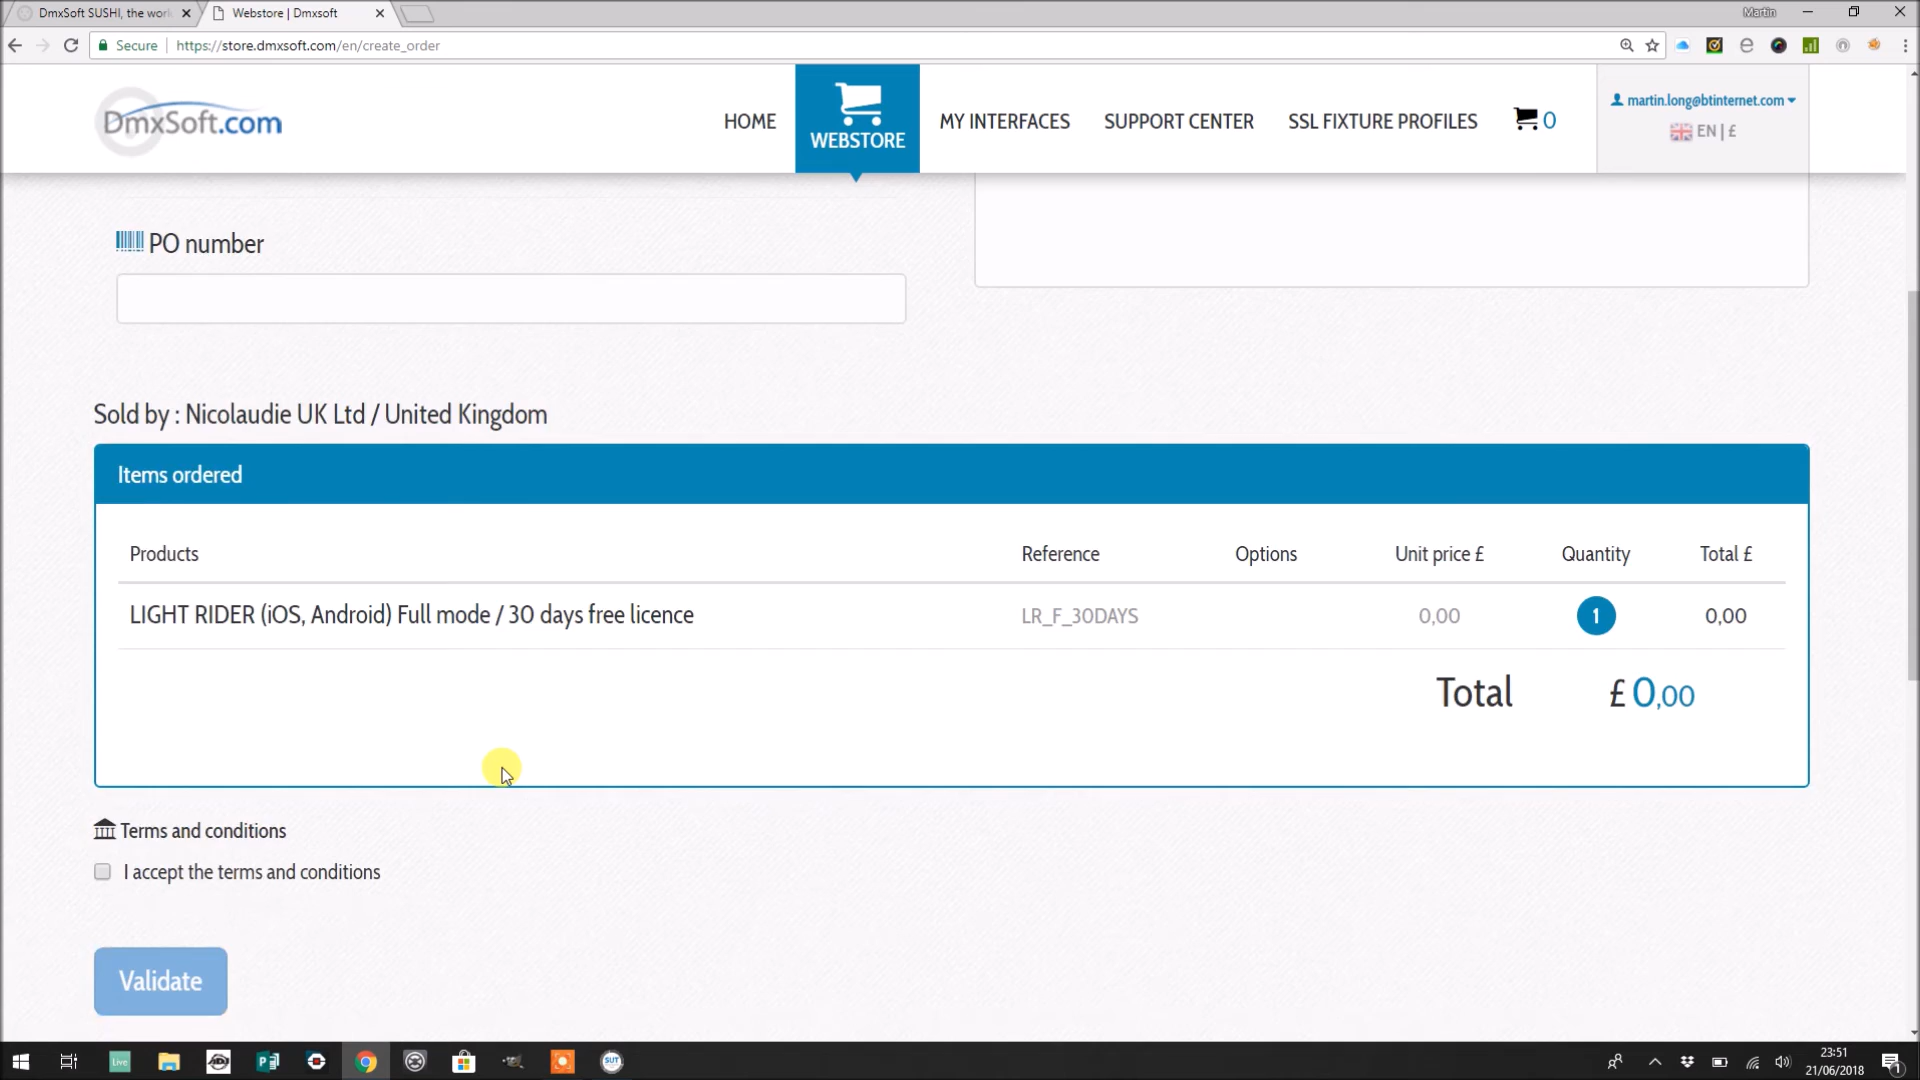 DmxSoft SUSHI, the worl
Webstore | Dmxsoft
Martin
Secure
https://store.dmxsoft.com/en/create_order
DmxSoft.com
HOME
WEBSTORE
MY INTERFACES
SUPPORT CENTER
SSL FIXTURE PROFILES
0
martin.long@btinternet.com
EN | £
PO number
Sold by : Nicolaudie UK Ltd / United Kingdom
Items ordered
Products Reference Options Unit price £ Quantity Total £
LIGHT RIDER (iOS, Android) Full mode / 30 days free licence LR_F_30DAYS 0,00 1 0,00
Total £ 0,00
Terms and conditions
I accept the terms and conditions
Validate
Live
SUT
23:51
21/06/2018
1